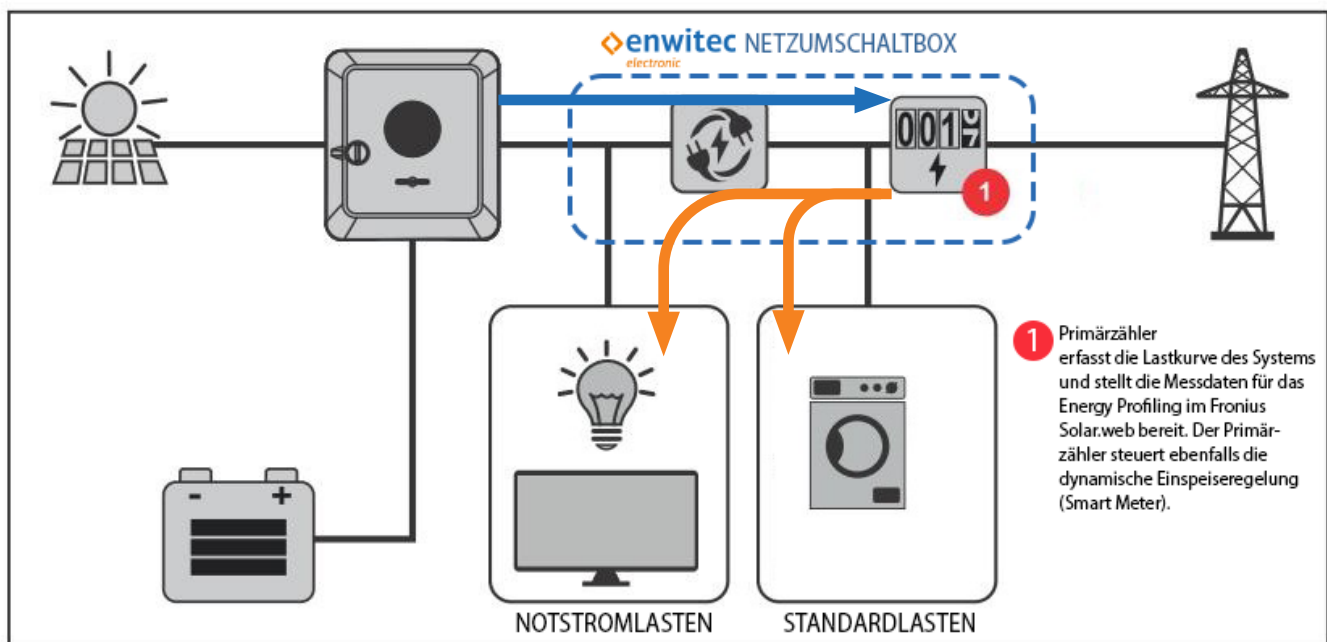 enwitec NETZUMSCHALTBOX
electronic
001
7
1
1 Primärzähler
erfasst die Lastkurve des Systems
und stellt die Messdaten für das
Energy Profiling im Fronius
Solar.web bereit. Der Primär-
zähler steuert ebenfalls die
dynamische Einspeiseregelung
(Smart Meter).
- +
NOTSTROMLASTEN STANDARDLASTEN